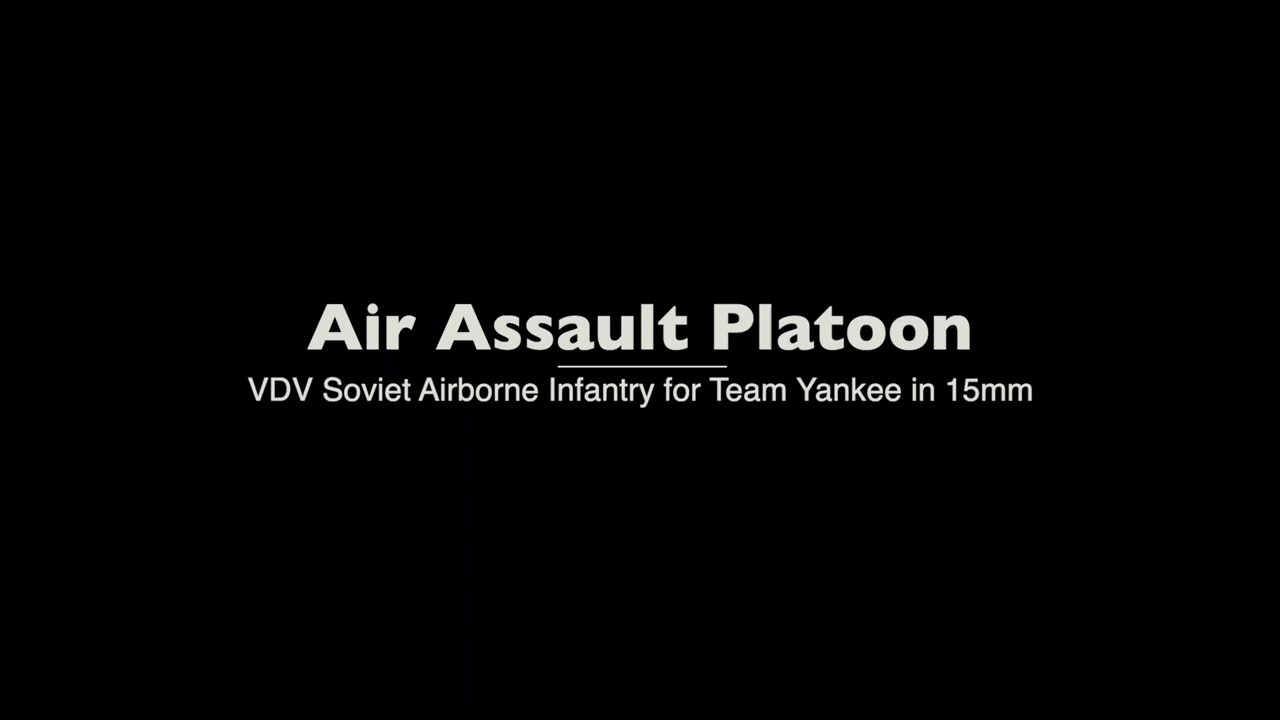 Air Assault Platoon
VDV Soviet Airborne Infantry for Team Yankee in 15mm